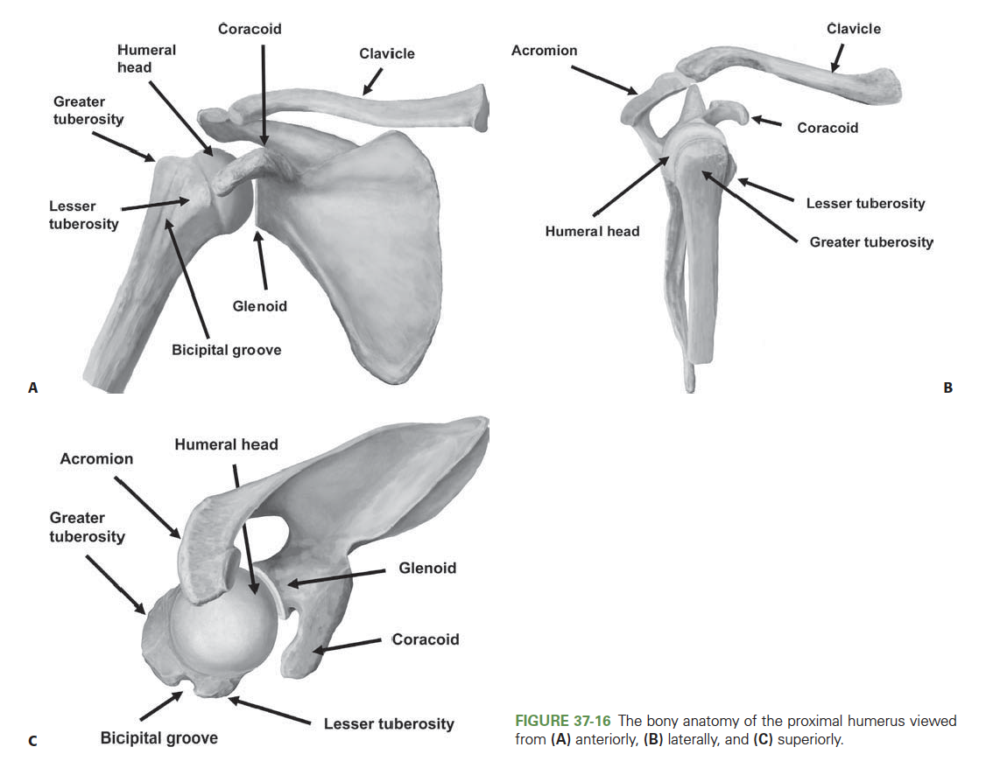 Coracoid
Humeral
head
Clavicle
Greater
tuberosity
Lesser
tuberosity
Glenoid
Bicipital groove
A
Clavicle
Acromion
Coracoid
Lesser tuberosity
Humeral head
Greater tuberosity
B
Humeral head
Acromion
Greater
tuberosity
Glenoid
Coracoid
Lesser tuberosity
Bicipital groove
C
FIGURE 37-16 The bony anatomy of the proximal humerus viewed
from (A) anteriorly, (B) laterally, and (C) superiorly.